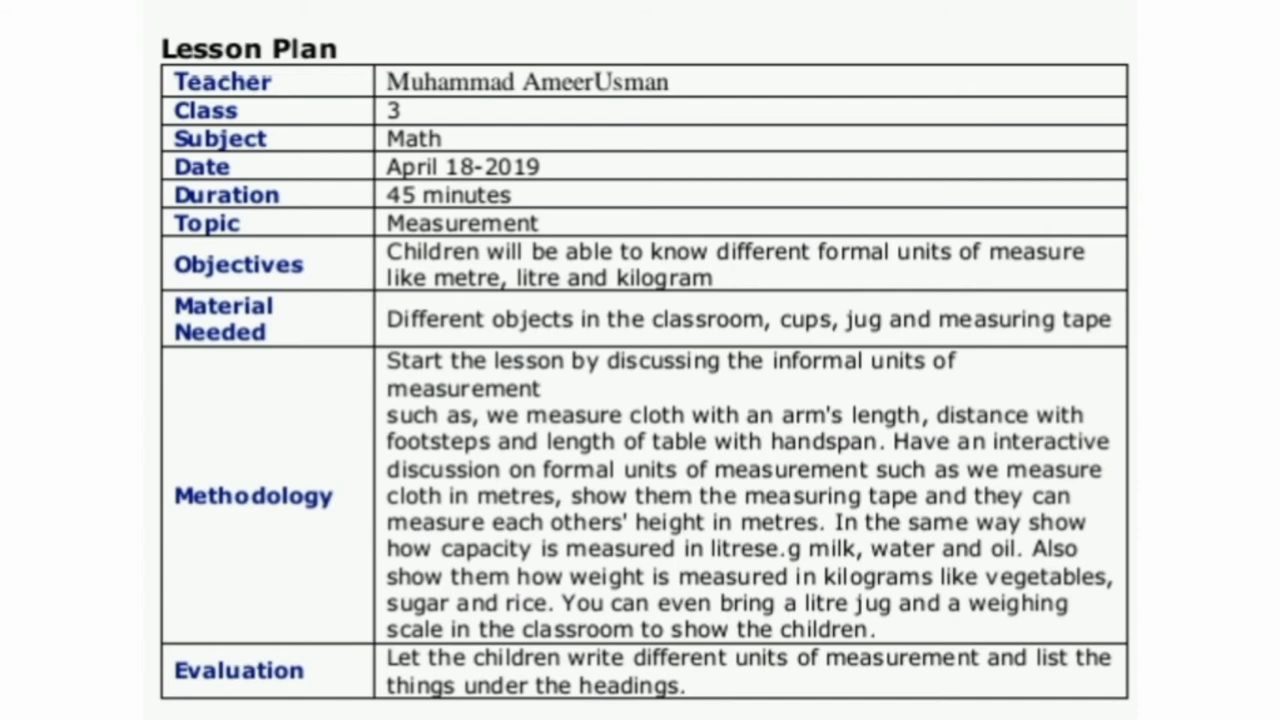 Lesson Plan
Teacher Muhammad AmeerUsman
Class 3
Subject Math
Date April 18-2019
Duration 45 minutes
Topic Measurement
Objectives Children will be able to know different formal units of measure
like metre, litre and kilogram
Material
Needed Different objects in the classroom, cups, jug and measuring tape
Methodology Start the lesson by discussing the informal units of
measurement
such as, we measure cloth with an arm's length, distance with
footsteps and length of table with handspan. Have an interactive
discussion on formal units of measurement such as we measure
cloth in metres, show them the measuring tape and they can
measure each others' height in metres. In the same way show
how capacity is measured in litrese.g milk, water and oil. Also
show them how weight is measured in kilograms like vegetables,
sugar and rice. You can even bring a litre jug and a weighing
scale in the classroom to show the children.
Evaluation Let the children write different units of measurement and list the
things under the headings.